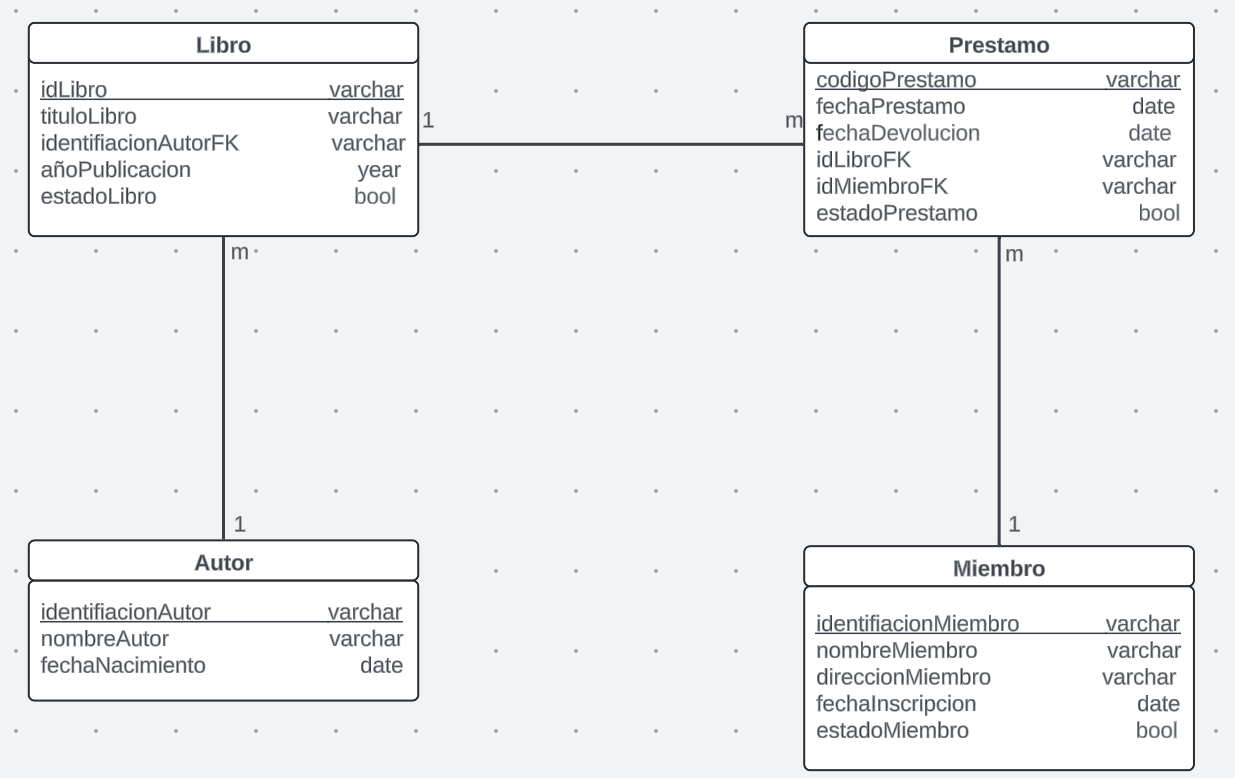 Libro
idLibro varchar
tituloLibro varchar
identifiacionAutorFK varchar
añoPublicacion year
estadoLibro bool
1
m
Prestamo
codigoPrestamo varchar
fechaPrestamo date
fechaDevolucion date
idLibroFK varchar
idMiembroFK varchar
estadoPrestamo bool
m
m
1
1
Autor
identifiacionAutor varchar
nombreAutor varchar
fechaNacimiento date
Miembro
identifiacionMiembro varchar
nombreMiembro varchar
direccionMiembro varchar
fechaInscripcion date
estadoMiembro bool